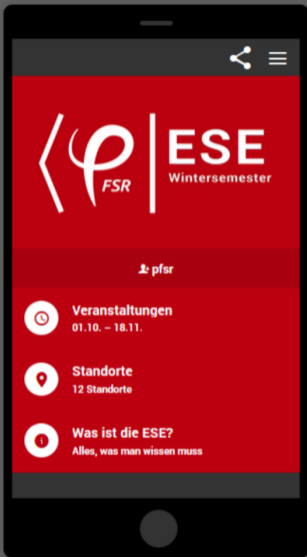 φ
FSR
ESE
Wintersemester
pfsr
Veranstaltungen
01.10. – 18.11.
Standorte
12 Standorte
Was ist die ESE?
Alles, was man wissen muss